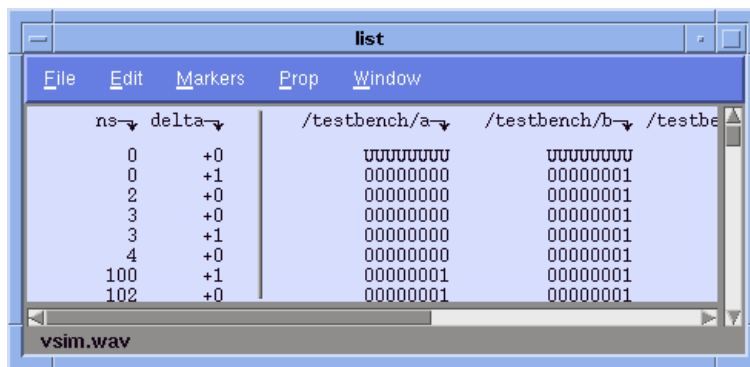 list
File Edit Markers Prop Window
ns delta /testbench/a /testbench/b /testbe
0 +0 UUUUUUUU UUUUUUUU
0 +1 00000000 00000001
2 +0 00000000 00000001
3 +0 00000000 00000001
3 +1 00000000 00000001
4 +0 00000000 00000001
100 +1 00000001 00000001
102 +0 00000001 00000001
vsim.wav